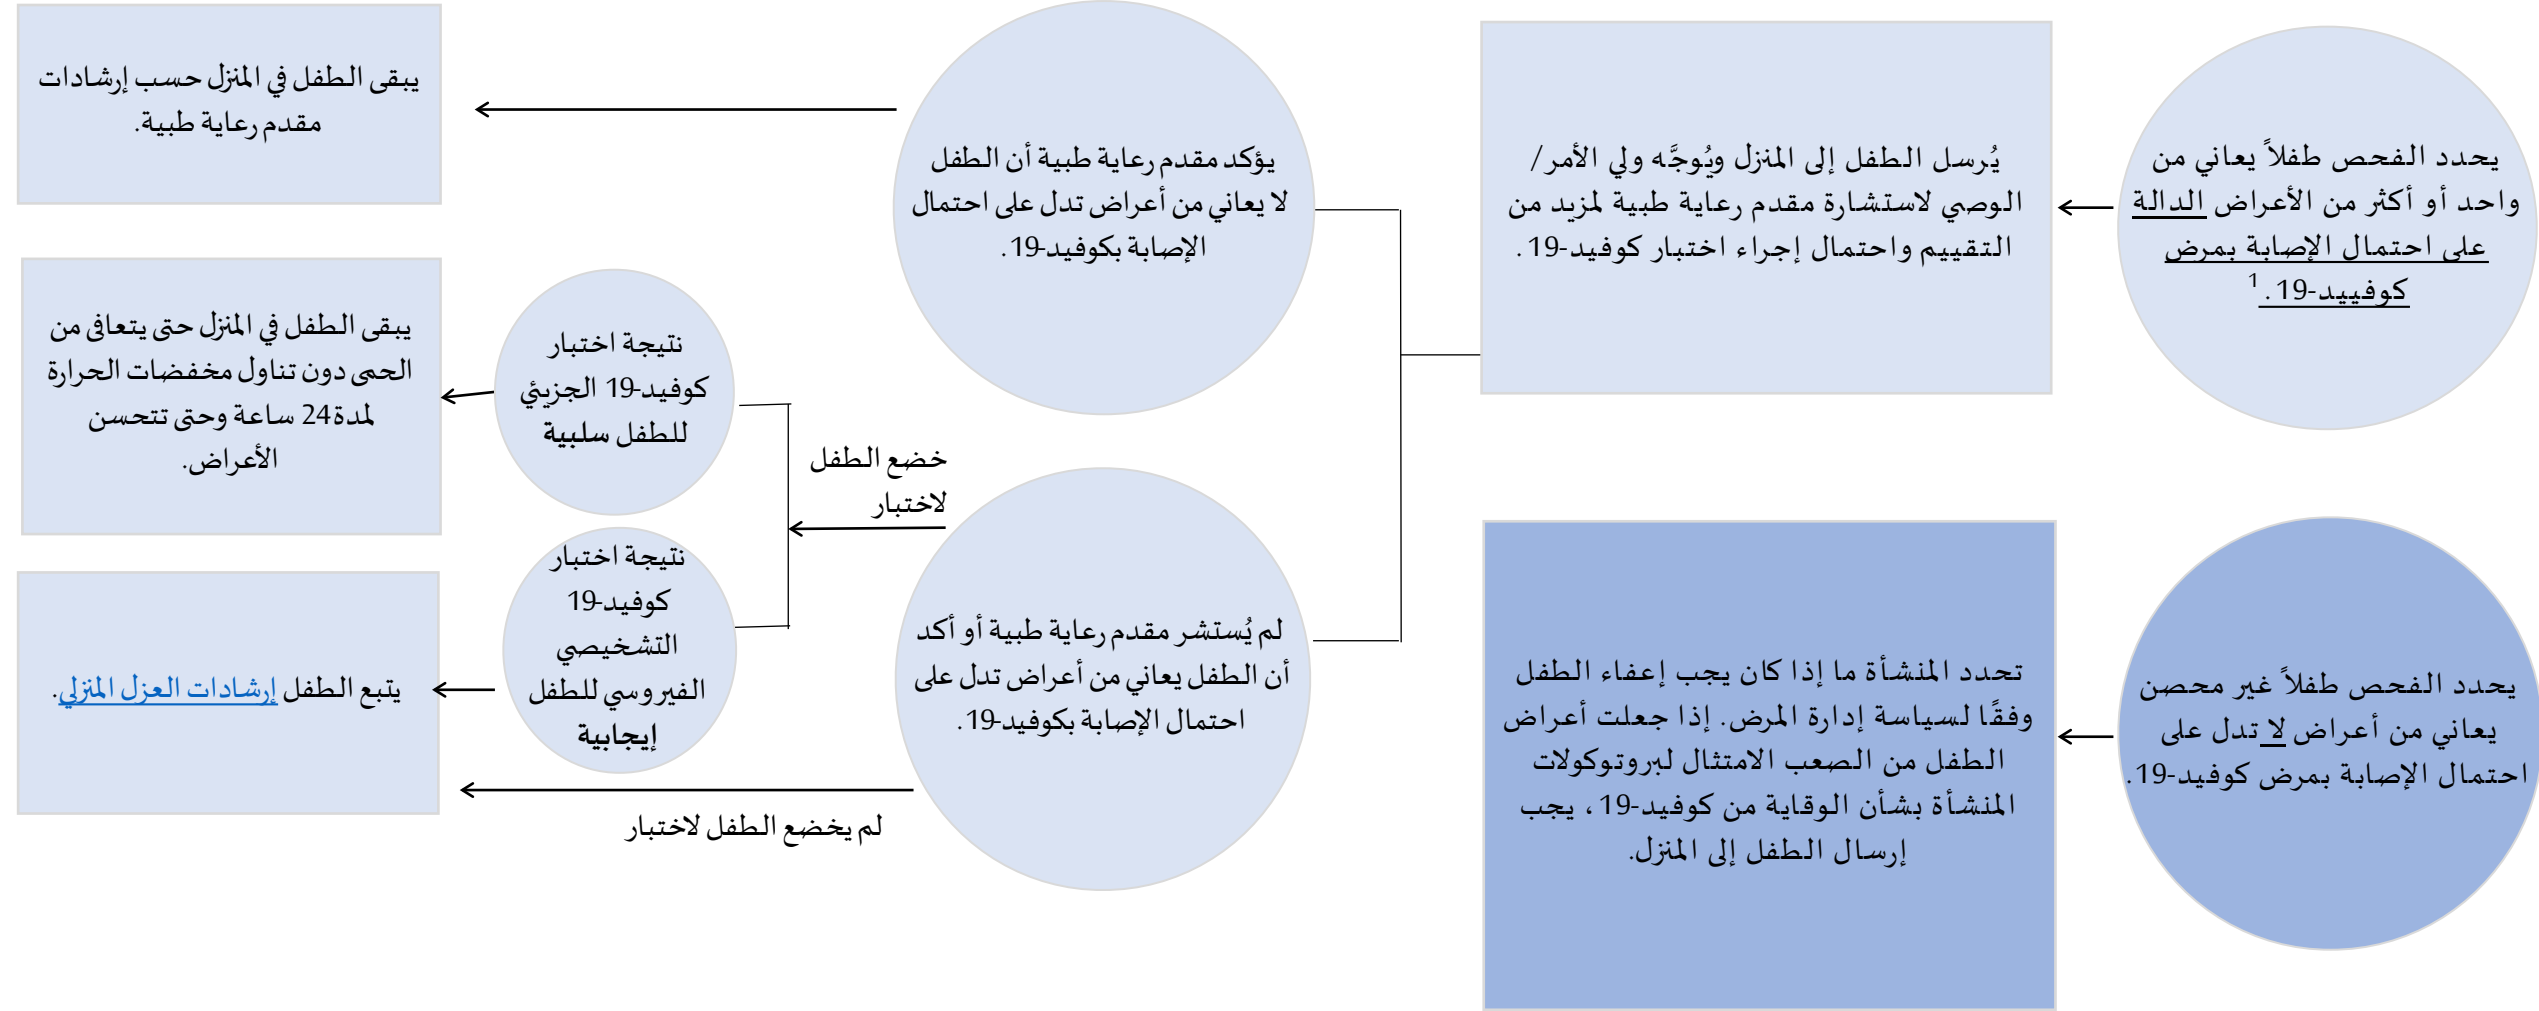 يحدد الفحص طفلاً يعاني من
واحد أو أكثر من الأعراض الدالة
على احتمال الإصابة بمرض
كوفييد-19. 1
يُرسل الطفل إلى المنزل ويُوجَّه ولي الأمر/
الوصي لاستشارة مقدم رعاية طبية لمزيد من
التقييم واحتمال إجراء اختبار كوفيد-19.
يؤكد مقدم رعاية طبية أن الطفل
لا يعاني من أعراض تدل على احتمال
الإصابة بكوفيد-19.
يبقى الطفل في المنزل حسب إرشادات
مقدم رعاية طبية.
لم يُستشر مقدم رعاية طبية أو أكد
أن الطفل يعاني من أعراض تدل على
احتمال الإصابة بكوفيد-19.
خضع الطفل
لاختبار
نتيجة اختبار
كوفيد-19 الجزيئي
للطفل سلبية
يبقى الطفل في المنزل حتى يتعافى من
الحمى دون تناول مخفضات الحرارة
لمدة24 ساعة وحتى تتحسن
الأعراض.
نتيجة اختبار
كوفيد-19
التشخيصي
الفيروسي للطفل
إيجابية
يتبع الطفل إرشادات العزل المنزلي.
لم يخضع الطفل لاختبار
يحدد الفحص طفلاً غير محصن
يعاني من أعراض لا تدل على
احتمال الإصابة بمرض كوفيد-19.
تحدد المنشأة ما إذا كان يجب إعفاء الطفل
وفقًا لسياسة إدارة المرض. إذا جعلت أعراض
الطفل من الصعب الامتثال لبروتوكولات
المنشأة بشأن الوقاية من كوفيد-19، يجب
إرسال الطفل إلى المنزل.